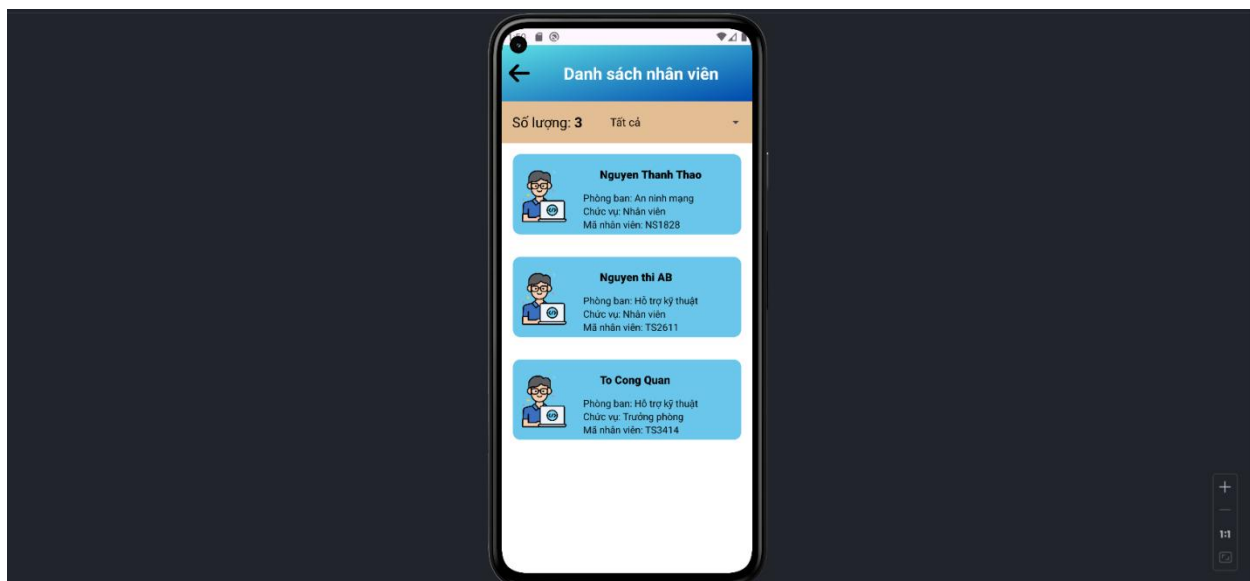 Danh sách nhân viên
Số lượng: 3 Tất cả
Nguyen Thanh Thao
Phòng ban: An ninh mạng
Chức vụ: Nhân viên
Mã nhân viên: NS1828
Nguyen thi AB
Phòng ban: Hỗ trợ kỹ thuật
Chức vụ: Nhân viên
Mã nhân viên: TS2611
To Cong Quan
Phòng ban: Hỗ trợ kỹ thuật
Chức vụ: Trưởng phòng
Mã nhân viên: TS3414
1:1